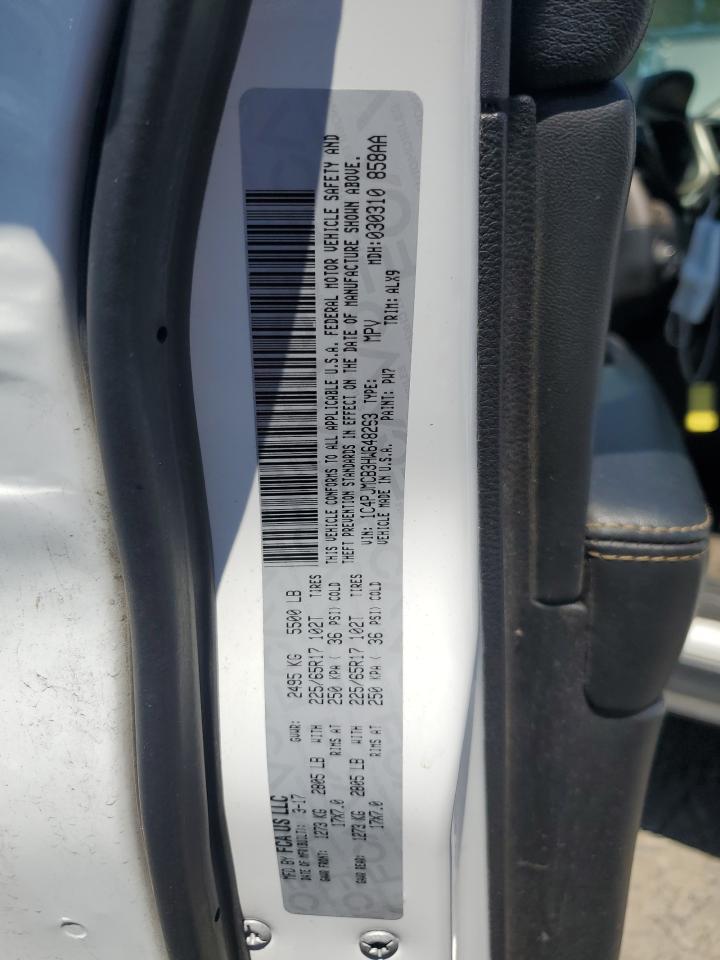 MFD BY FCA US LLC
DATE OF MFR(BUILT): 3-17 GVWR: 2495 KG 5500 LB
GAWR FRONT: 1273 KG 2805 LB WITH 225/65R17 102T TIRES
17X7.0 RIMS AT 250 KPA ( 36 PSI) COLD
GAWR REAR: 1273 KG 2805 LB WITH 225/65R17 102T TIRES
17X7.0 RIMS AT 250 KPA ( 36 PSI) COLD
THIS VEHICLE CONFORMS TO ALL APPLICABLE U.S.A. FEDERAL MOTOR VEHICLE SAFETY AND
THEFT PREVENTION STANDARDS IN EFFECT ON THE DATE OF MANUFACTURE SHOWN ABOVE.
VIN: 1C4PJMCB3HW648263 TYPE: MPV MDH:030310 858AA
VEHICLE MADE IN U.S.A. PAINT: PW7 TRIM: ALX9